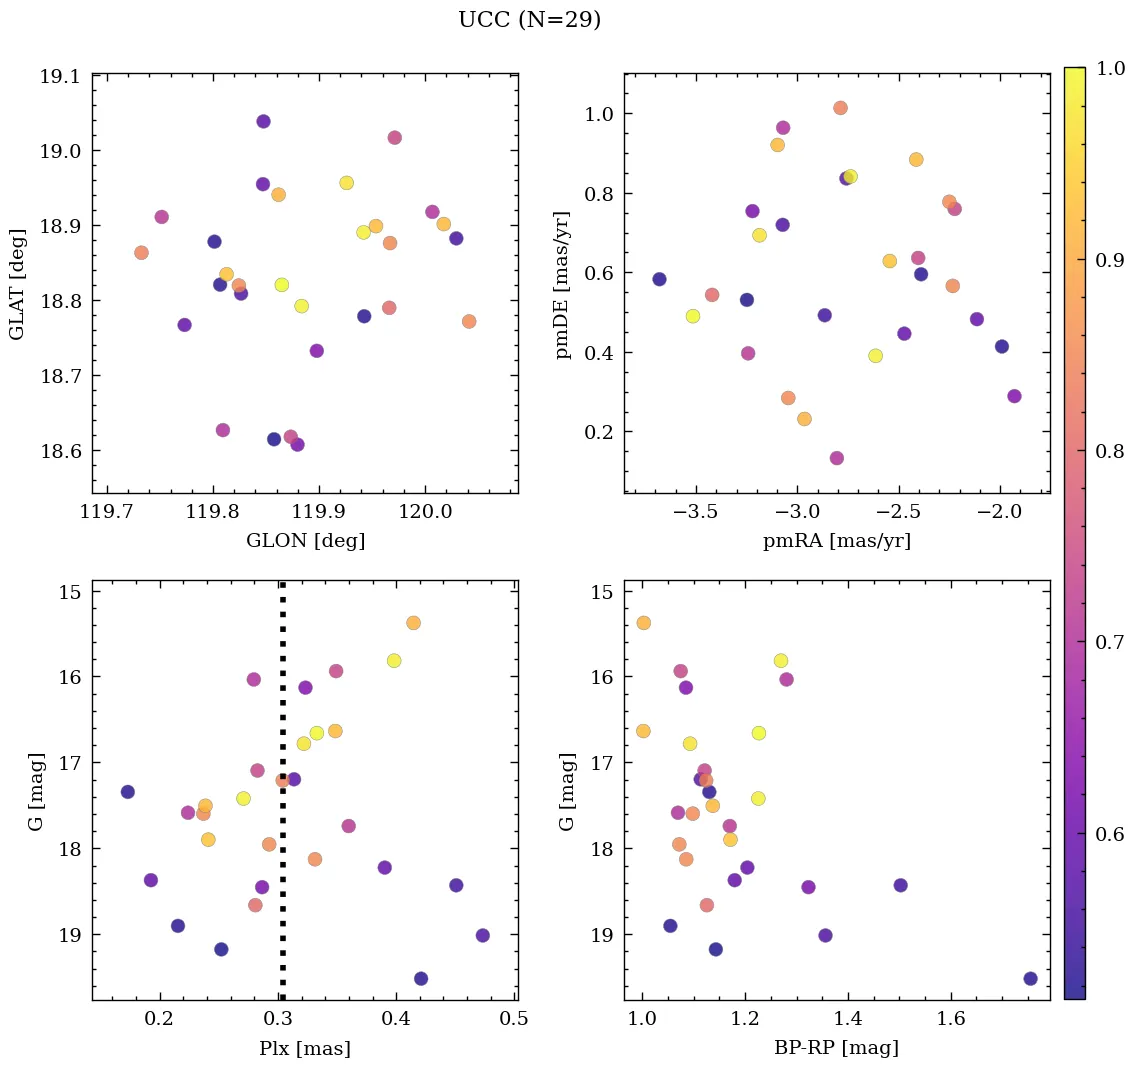 UCC (N=29)
19.1
19.0
18.9
18.8
18.7
18.6
GLAT [deg]
119.7 119.8 119.9 120.0
GLON [deg]
1.0
0.8
0.6
0.4
0.2
pmDE [mas/yr]
−3.5 −3.0 −2.5 −2.0
pmRA [mas/yr]
15
16
17
18
19
G [mag]
0.2 0.3 0.4 0.5
Plx [mas]
15
16
17
18
19
G [mag]
1.0 1.2 1.4 1.6
BP-RP [mag]
1.0
0.9
0.8
0.7
0.6